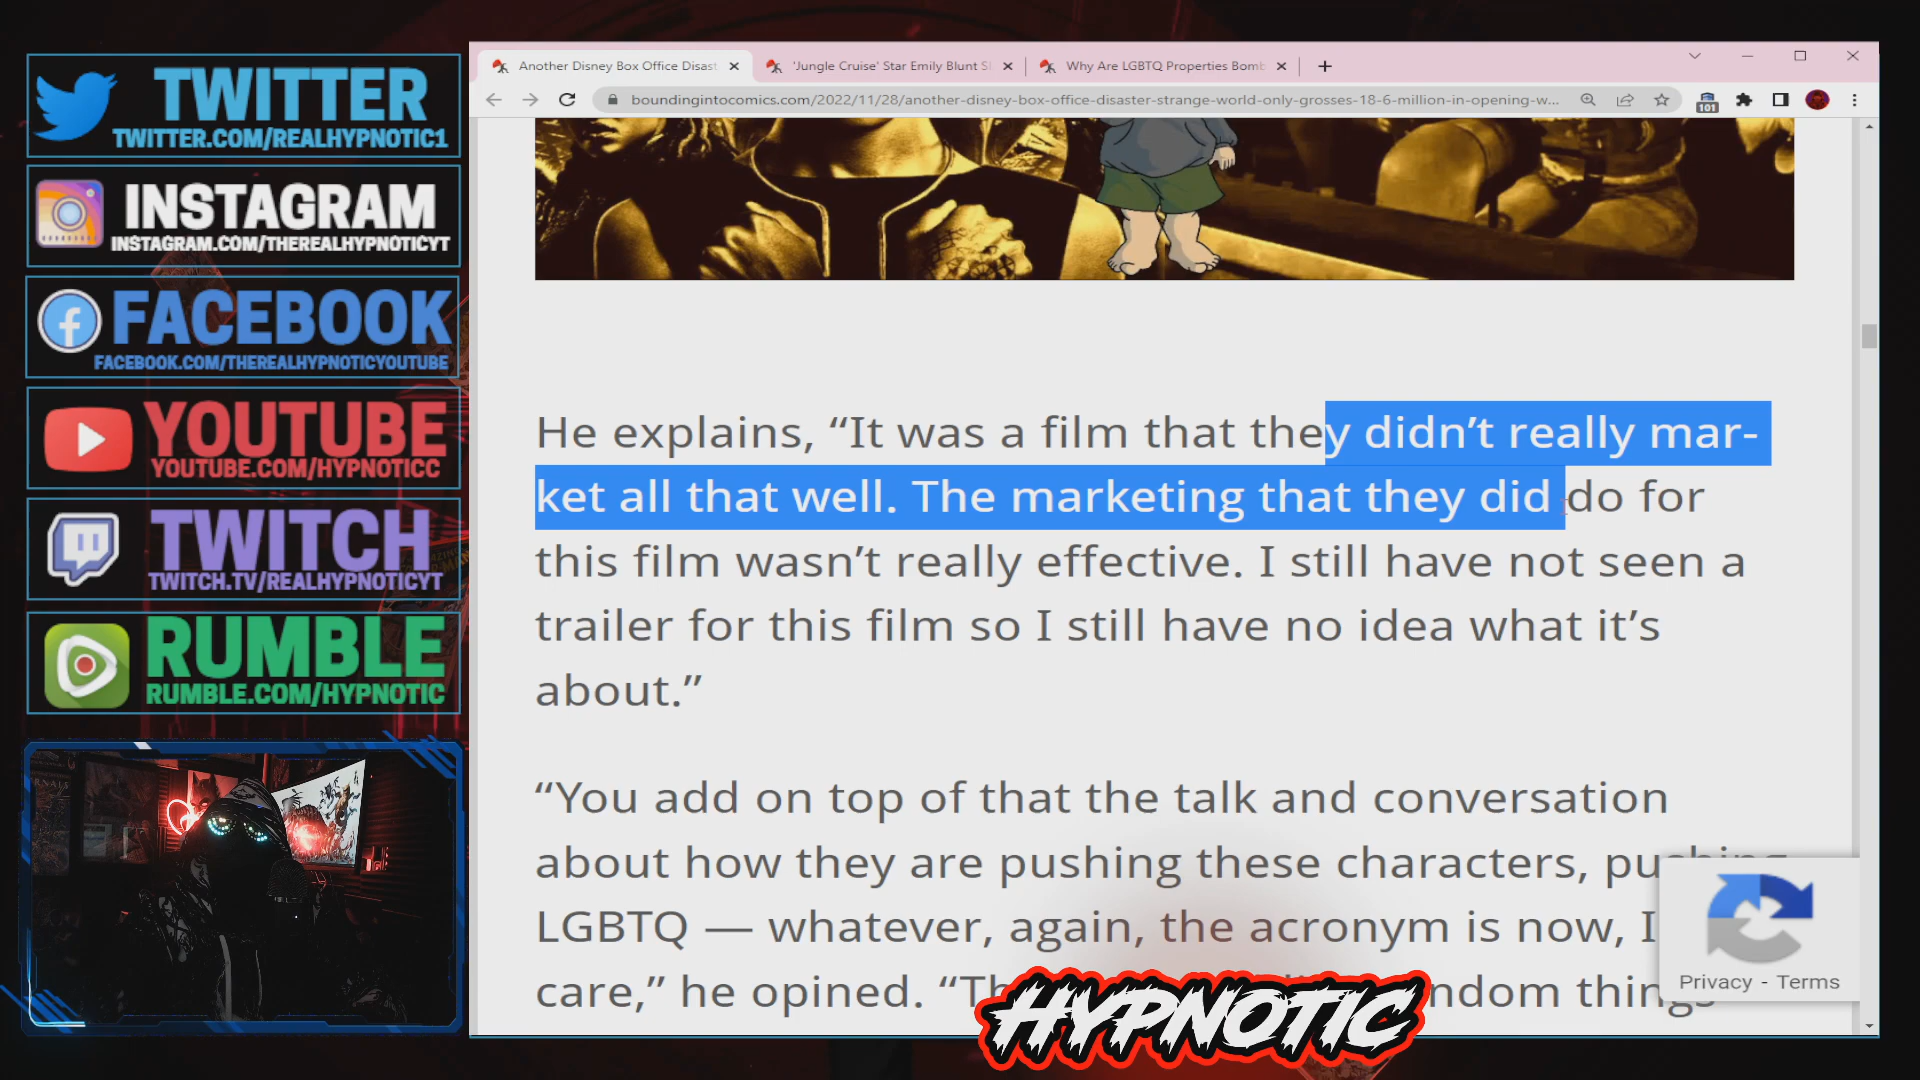 TWITTER
TWITTER.COM/REALHYPNOTIC1
INSTAGRAM
INSTAGRAM.COM/THEREALHYPNOTICYT
FACEBOOK
FACEBOOK.COM/THEREALHYPNOTICYOUTUBE
YOUTUBE
YOUTUBE.COM/HYPNOTICC
TWITCH
TWITCH.TV/REALHYPNOTICYT
RUMBLE
RUMBLE.COM/HYPNOTIC
Another Disney Box Office Disast
'Jungle Cruise' Star Emily Blunt S
Why Are LGBTQ Properties Bomb
boundingintocomics.com/2022/11/28/another-disney-box-office-disaster-strange-world-only-grosses-18-6-million-in-opening-w...
101
He explains, “It was a film that they didn’t really mar-
ket all that well. The marketing that they did do for
this film wasn’t really effective. I still have not seen a
trailer for this film so I still have no idea what it’s
about.”
“You add on top of that the talk and conversation
about how they are pushing these characters, pushing
LGBTQ — whatever, again, the acronym is now, I
care,” he opined. “Th
ndom things
Privacy - Terms
HYPNOTIC